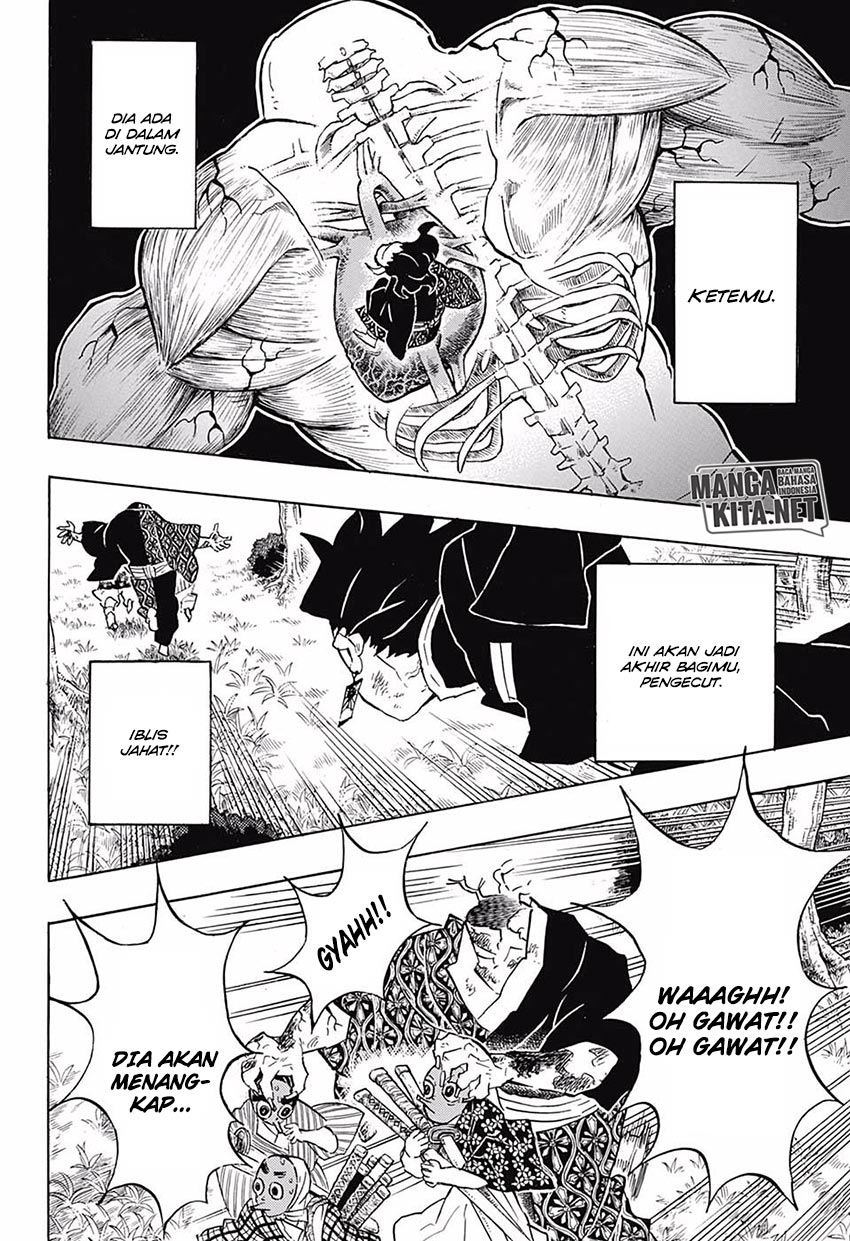 KETEMU.
DIA ADA
DI DALAM
JANTUNG.
MANGA
KITA.NET
BACA MANGA
BAHASA
INDONESIA
INI AKAN JADI
AKHIR BAGIMU,
PENGECUT.
IBLIS
JAHAT!!
WAAAGHH!
OH GAWAT!!
OH GAWAT!!
GYAHH!!
DIA AKAN
MENANG-
KAP...